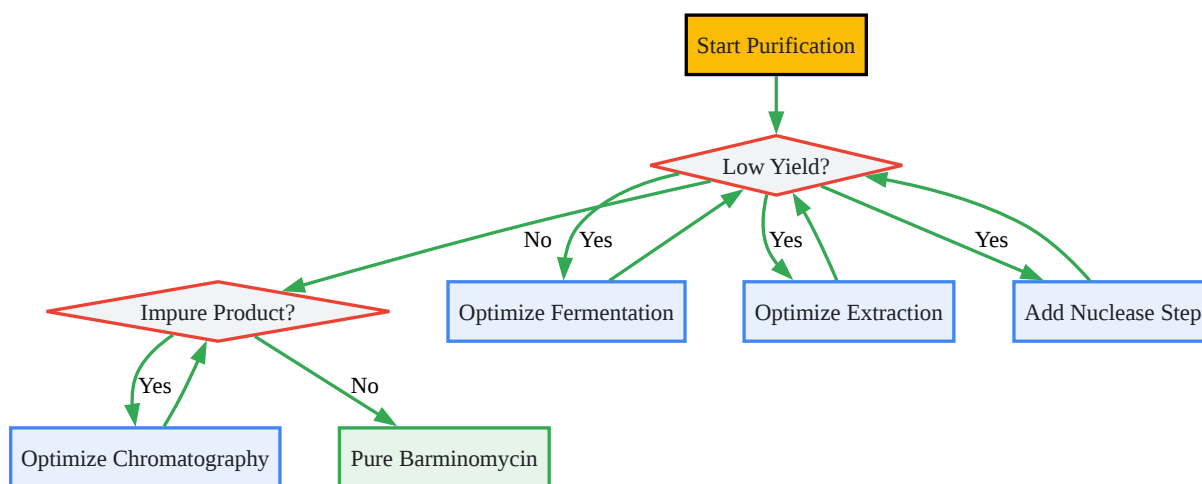 Start Purification
Low Yield?
No
Yes
Yes
Yes
Impure Product?
Optimize Fermentation
Optimize Extraction
Add Nuclease Step
Yes
No
Optimize Chromatography
Pure Barminomycin